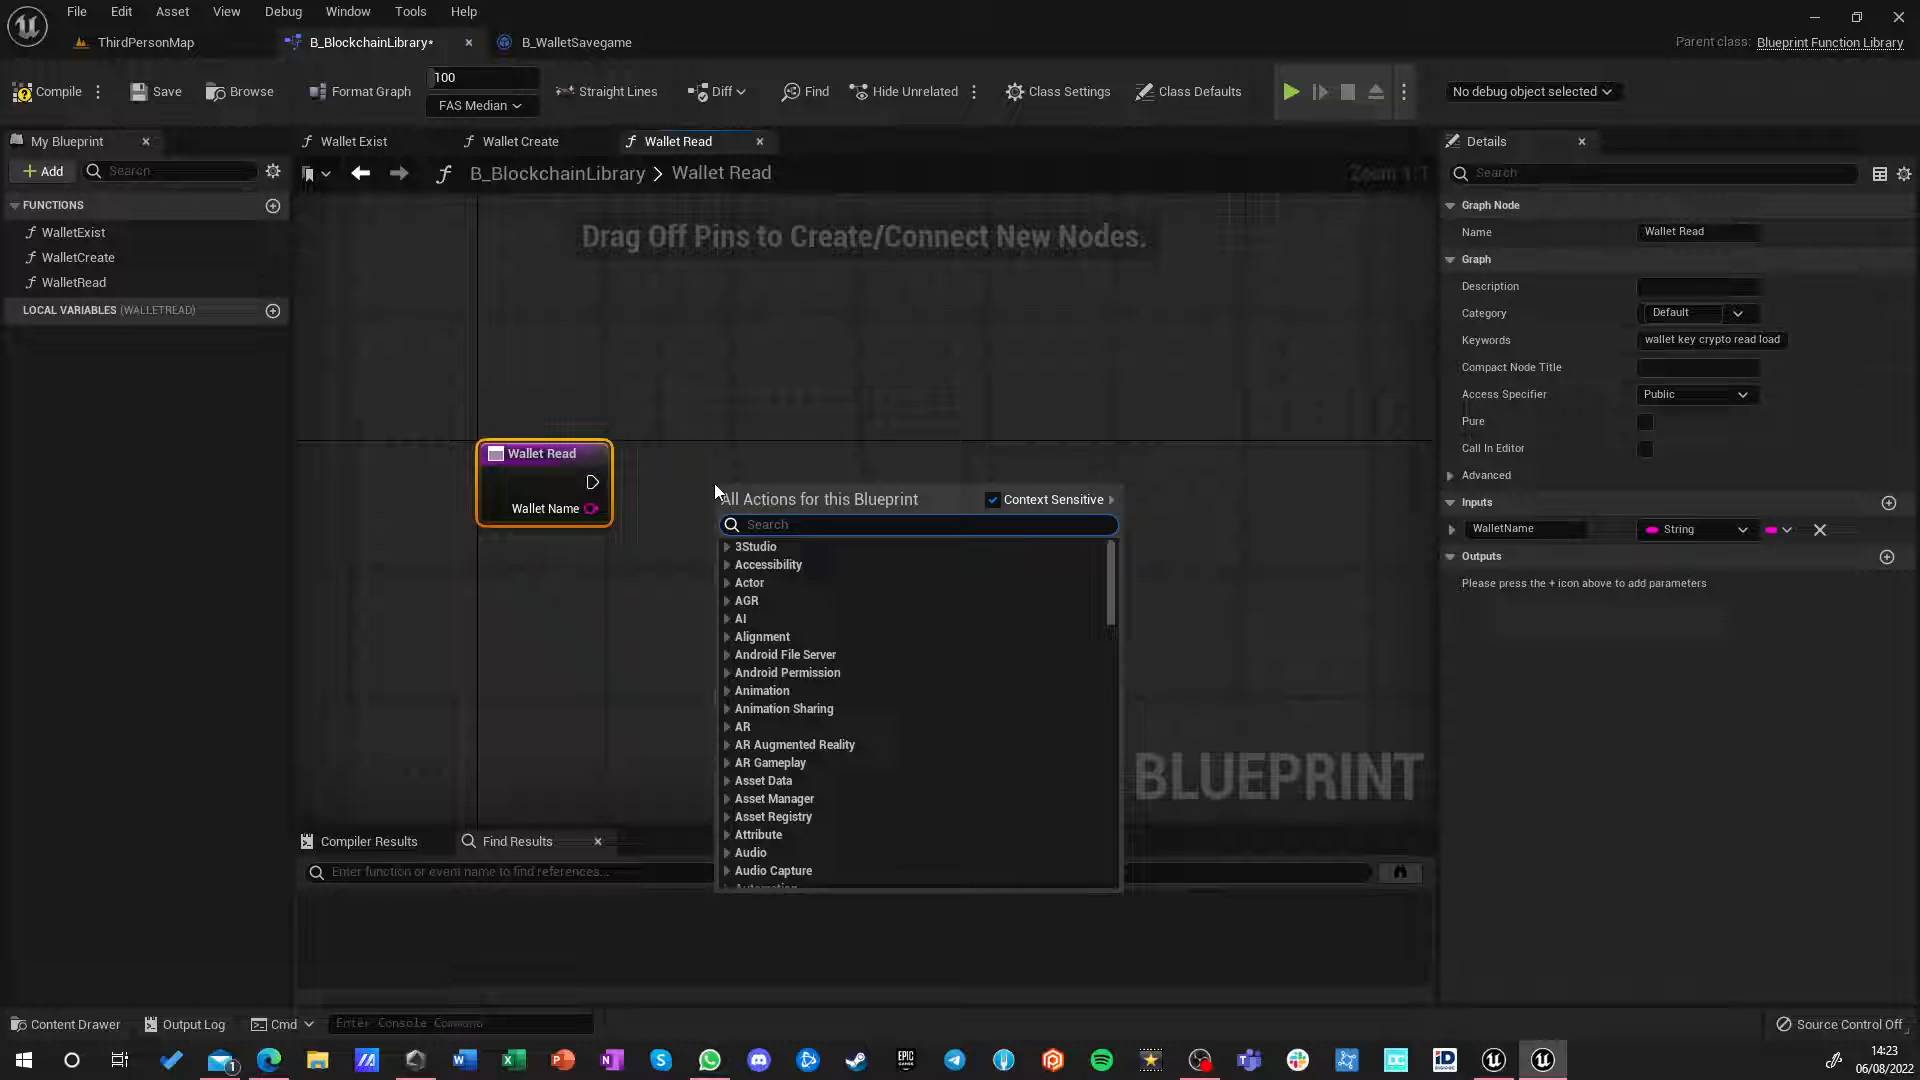 File Edit Asset View Debug Window Tools Help
ThirdPersonMap B_BlockchainLibrary* B_WalletSavegame
Parent class: Blueprint Function Library
Compile Save Browse Format Graph 100 Straight Lines Diff Find Hide Unrelated Class Settings Class Defaults No debug object selected
FAS Median
My Blueprint
Wallet Exist Wallet Create Wallet Read
Details
Add Search
B_BlockchainLibrary > Wallet Read
Zoom 1:1
Search
FUNCTIONS
WalletExist
WalletCreate
WalletRead
LOCAL VARIABLES (WALLETREAD)
Drag Off Pins to Create/Connect New Nodes.
Wallet Read
Wallet Name
All Actions for this Blueprint Context Sensitive
Search
3Studio
Accessibility
Actor
AGR
AI
Alignment
Android File Server
Android Permission
Animation
Animation Sharing
AR
AR Augmented Reality
AR Gameplay
Asset Data
Asset Manager
Asset Registry
Attribute
Audio
Audio Capture
Automation
BLUEPRINT
Graph Node
Name Wallet Read
Graph
Description
Category Default
Keywords wallet key crypto read load
Compact Node Title
Access Specifier Public
Pure
Call In Editor
Advanced
Inputs
WalletName String
Outputs
Please press the + icon above to add parameters
Compiler Results Find Results
Enter function or event name to find references...
Content Drawer Output Log Cmd Enter Console Command
Source Control Off
14:23
06/08/2022